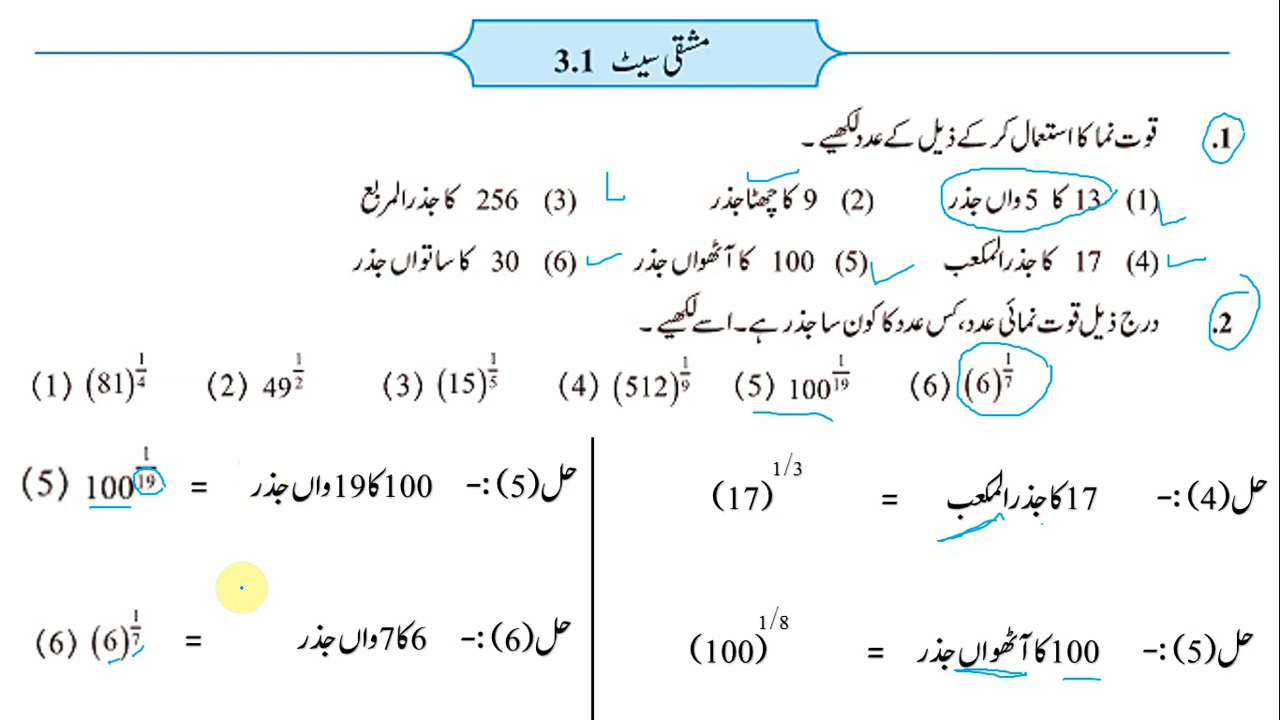 مشقی سیٹ 3.1
1. قوت نما کا استعمال کر کے ذیل کے عدد لکھیے ۔
(1) 13 کا 5 واں جذر (2) 9 کا چھٹا جذر (3) 256 کا جذر المربع
(4) 17 کا جذر المکعب (5) 100 کا آٹھواں جذر (6) 30 کا ساتواں جذر
2. درج ذیل قوت نمائی عدد، کس عدد کا کون سا جذر ہے۔ اسے لکھیے ۔
(1) (81)^{1/4} (2) 49^{1/2} (3) (15)^{1/5} (4) (512)^{1/9} (5) 100^{1/19} (6) (6)^{1/7}
حل (4) :- 17 کا جذر المکعب = (17)^{1/3}
حل (5) :- 100 کا آٹھواں جذر = (100)^{1/8}
حل (5) :- 100 کا 19 واں جذر = 100^{1/19} (5)
حل (6) :- 6 کا 7 واں جذر = (6)^{1/7} (6)